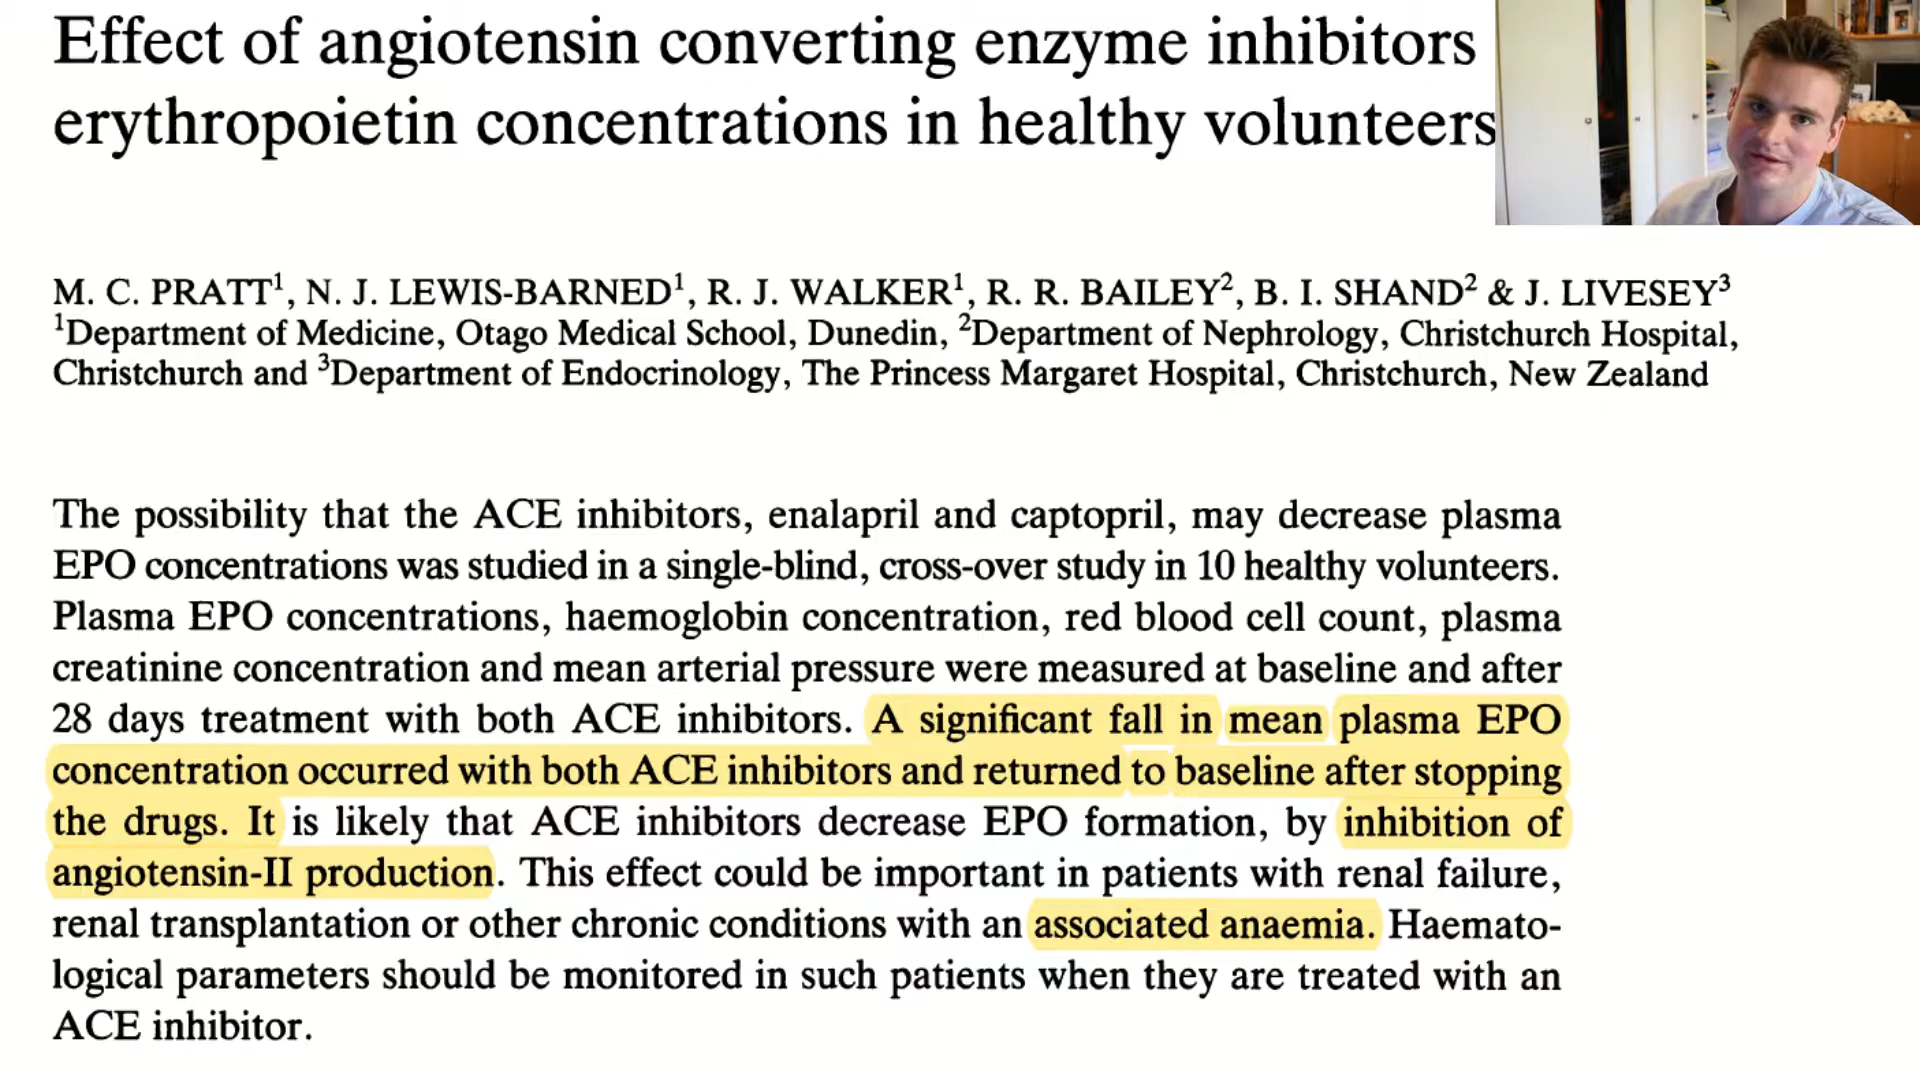 Effect of angiotensin converting enzyme inhibitors
erythropoietin concentrations in healthy volunteers
M. C. PRATT¹, N. J. LEWIS-BARNED¹, R. J. WALKER¹, R. R. BAILEY², B. I. SHAND² & J. LIVESEY³
¹Department of Medicine, Otago Medical School, Dunedin, ²Department of Nephrology, Christchurch Hospital,
Christchurch and ³Department of Endocrinology, The Princess Margaret Hospital, Christchurch, New Zealand
The possibility that the ACE inhibitors, enalapril and captopril, may decrease plasma
EPO concentrations was studied in a single-blind, cross-over study in 10 healthy volunteers.
Plasma EPO concentrations, haemoglobin concentration, red blood cell count, plasma
creatinine concentration and mean arterial pressure were measured at baseline and after
28 days treatment with both ACE inhibitors. A significant fall in mean plasma EPO
concentration occurred with both ACE inhibitors and returned to baseline after stopping
the drugs. It is likely that ACE inhibitors decrease EPO formation, by inhibition of
angiotensin-II production. This effect could be important in patients with renal failure,
renal transplantation or other chronic conditions with an associated anaemia. Haemato-
logical parameters should be monitored in such patients when they are treated with an
ACE inhibitor.